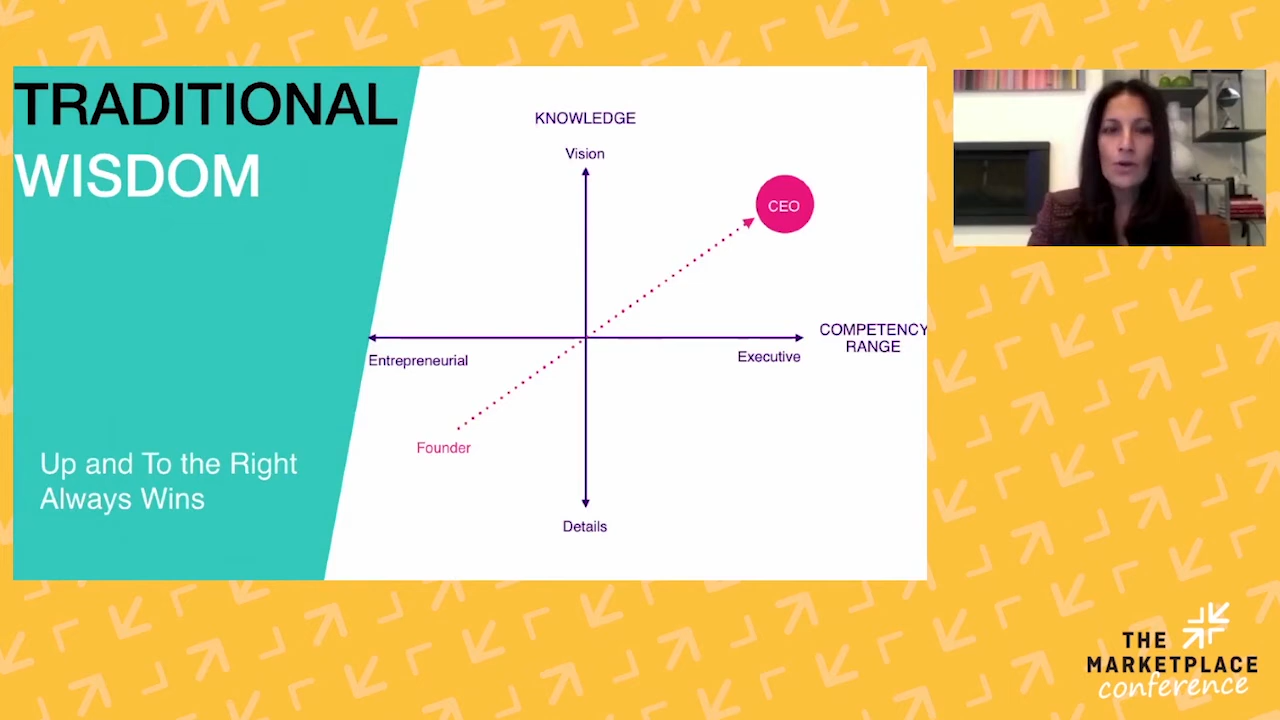 TRADITIONAL
WISDOM
Up and To the Right
Always Wins
KNOWLEDGE
Vision
CEO
COMPETENCY
RANGE
Entrepreneurial
Executive
Founder
Details
THE
MARKETPLACE
conference